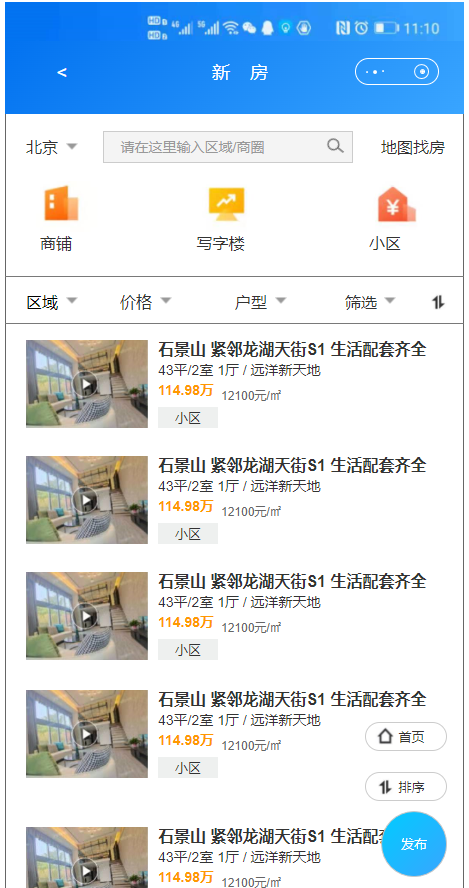 HD B 4G 5G 11:10
HD B
< 新 房
北京 请在这里输入区域/商圈 地图找房
商铺 写字楼 小区
区域 价格 户型 筛选
石景山 紧邻龙湖天街S1 生活配套齐全
43平/2室 1厅 / 远洋新天地
114.98万 12100元/㎡
小区
石景山 紧邻龙湖天街S1 生活配套齐全
43平/2室 1厅 / 远洋新天地
114.98万 12100元/㎡
小区
石景山 紧邻龙湖天街S1 生活配套齐全
43平/2室 1厅 / 远洋新天地
114.98万 12100元/㎡
小区
石景山 紧邻龙湖天街S1 生活配套齐全
43平/2室 1厅 / 远洋新天地
114.98万 12100元/㎡
小区
首页
排序
石景山 紧邻龙湖天街S1 生活配套
43平/2室 1厅 / 远洋新天地
114.98万 12100元/㎡
发布